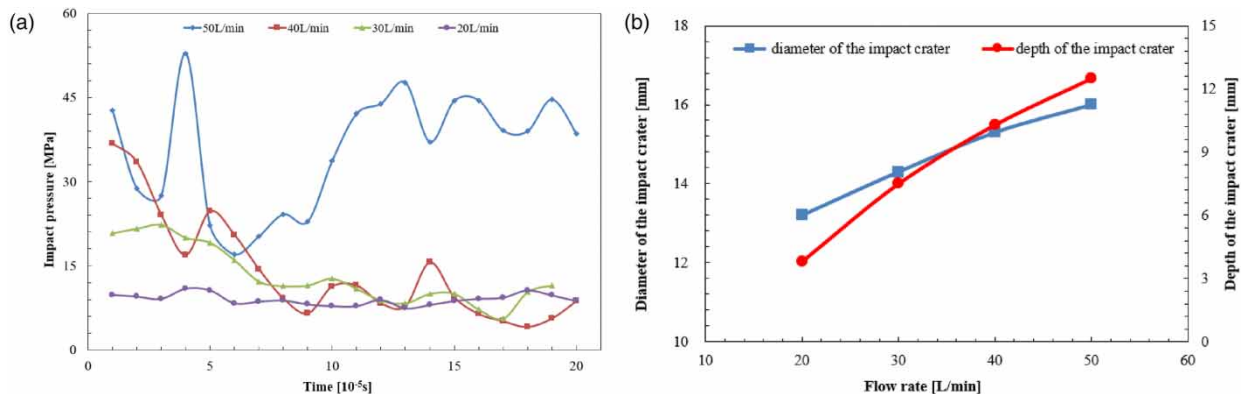 (a)
60
45
30
15
0
Impact pressure [MPa]
50L/min 40L/min 30L/min 20L/min
0 5 10 15 20
Time [10-5s]
(b)
18
16
14
12
10
Diameter of the impact crater [mm]
diameter of the impact crater depth of the impact crater
15
12
9
6
3
0
Depth of the impact crater [mm]
10 20 30 40 50 60
Flow rate [L/min]